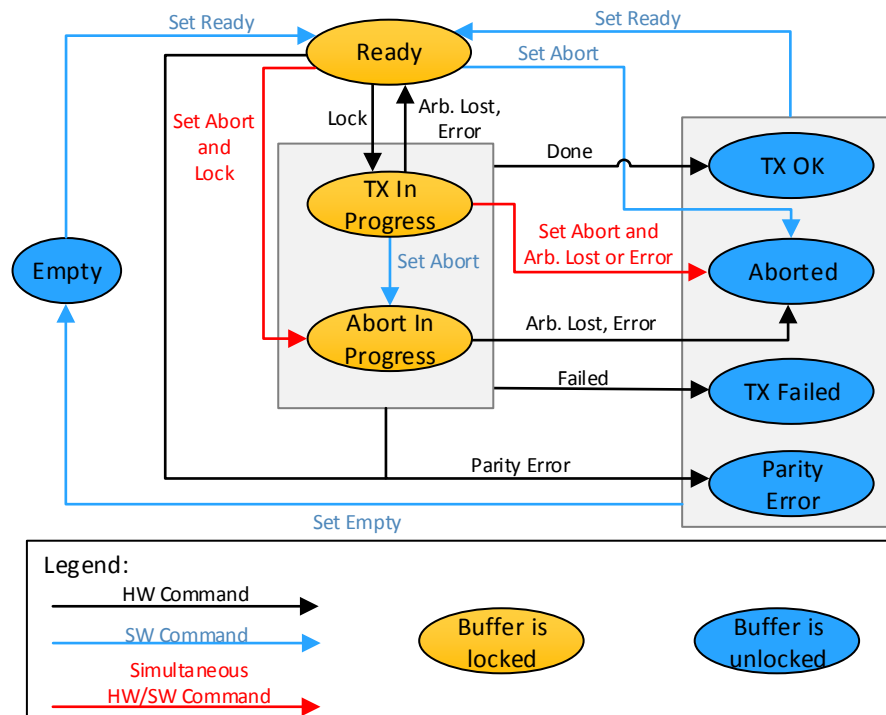 Set Ready
Set Ready
Ready
Set Abort
Lock
Arb. Lost,
Error
Set Abort
and
Lock
Done
TX OK
TX In
Progress
Set Abort and
Arb. Lost or Error
Empty
Set Abort
Aborted
Abort In
Progress
Arb. Lost, Error
Failed
TX Failed
Parity Error
Parity
Error
Set Empty
Legend:
HW Command
SW Command
Simultaneous
HW/SW Command
Buffer is
locked
Buffer is
unlocked